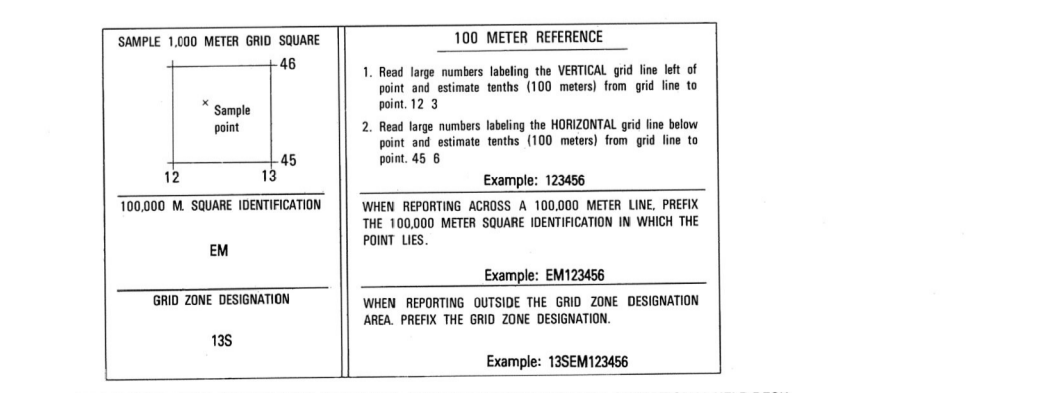 SAMPLE 1,000 METER GRID SQUARE
46
× Sample
point
45
12 13
100,000 M. SQUARE IDENTIFICATION
EM
GRID ZONE DESIGNATION
13S
100 METER REFERENCE
1. Read large numbers labeling the VERTICAL grid line left of
point and estimate tenths (100 meters) from grid line to
point. 12 3
2. Read large numbers labeling the HORIZONTAL grid line below
point and estimate tenths (100 meters) from grid line to
point. 45 6
Example: 123456
WHEN REPORTING ACROSS A 100,000 METER LINE, PREFIX
THE 100,000 METER SQUARE IDENTIFICATION IN WHICH THE
POINT LIES.
Example: EM123456
WHEN REPORTING OUTSIDE THE GRID ZONE DESIGNATION
AREA. PREFIX THE GRID ZONE DESIGNATION.
Example: 13SEM123456